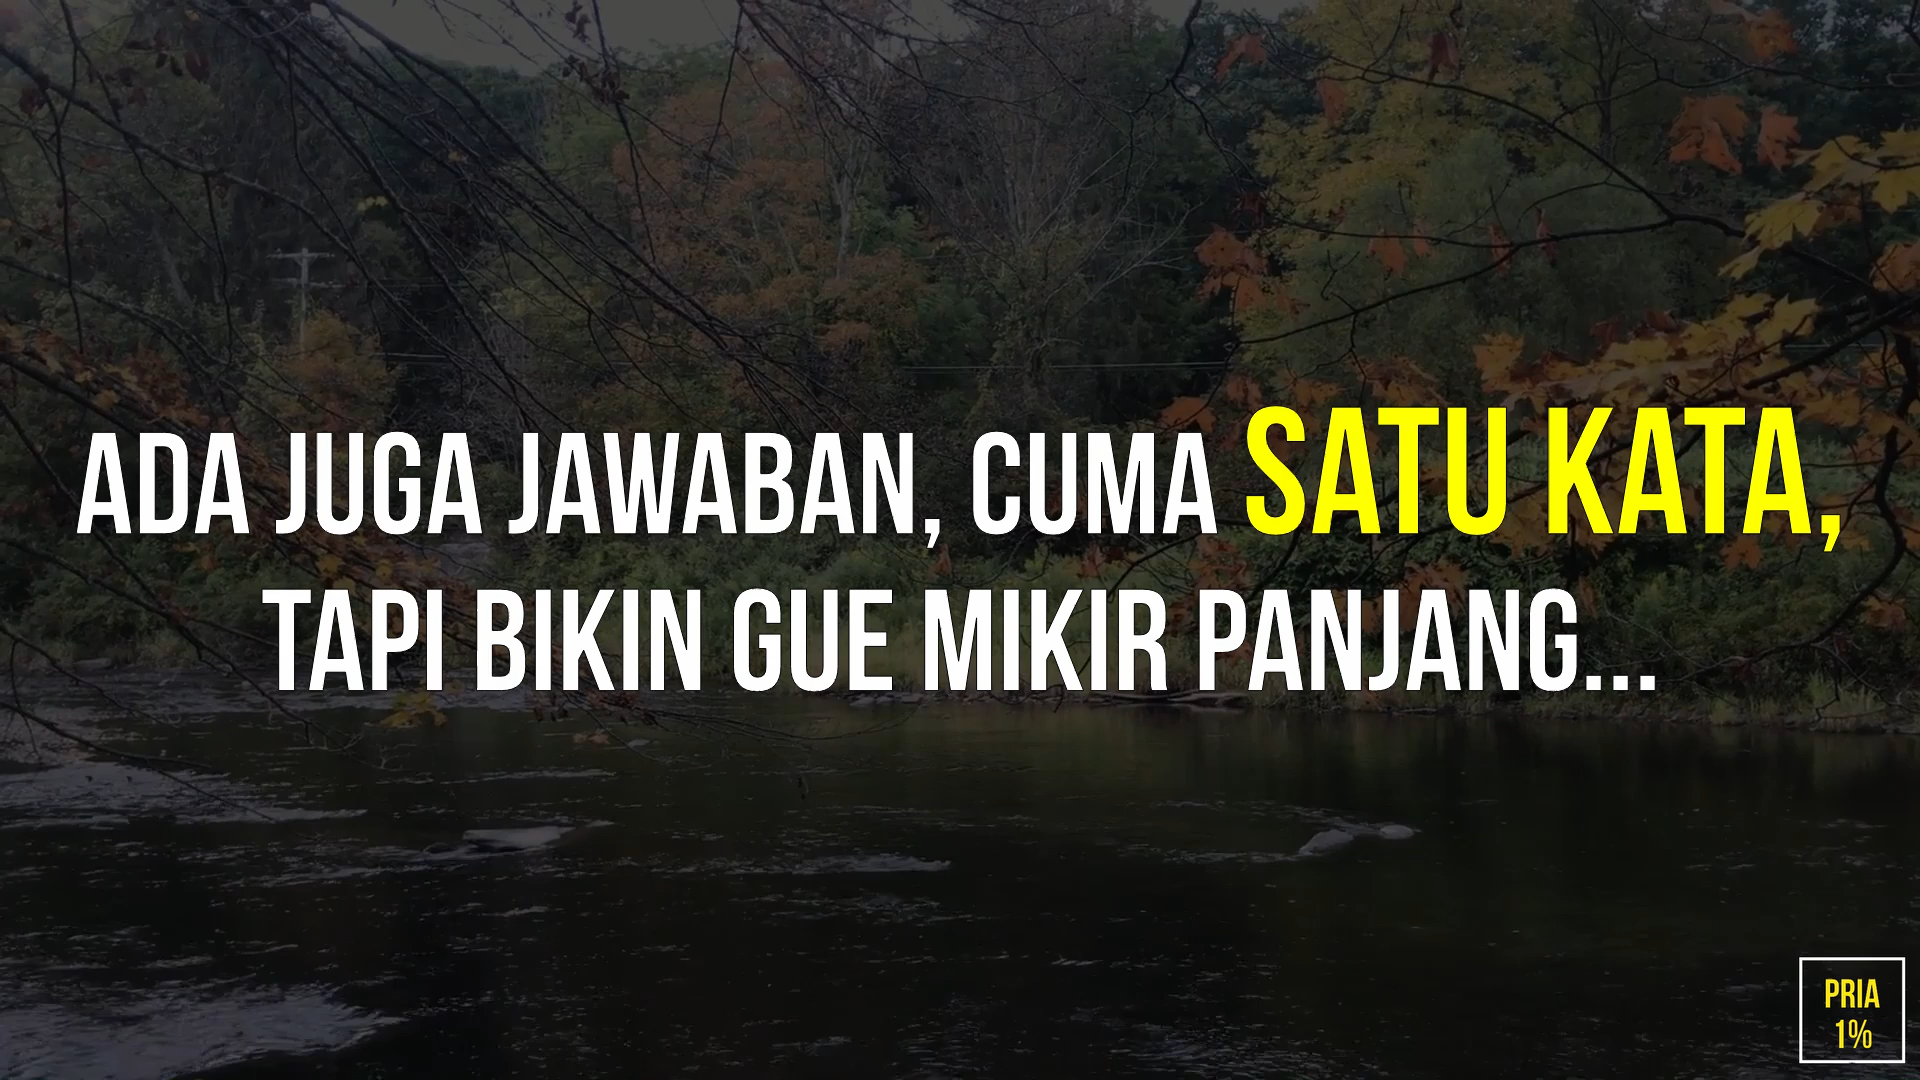 ADA JUGA JAWABAN, CUMA SATU KATA,
TAPI BIKIN GUE MIKIR PANJANG...
PRIA
1%